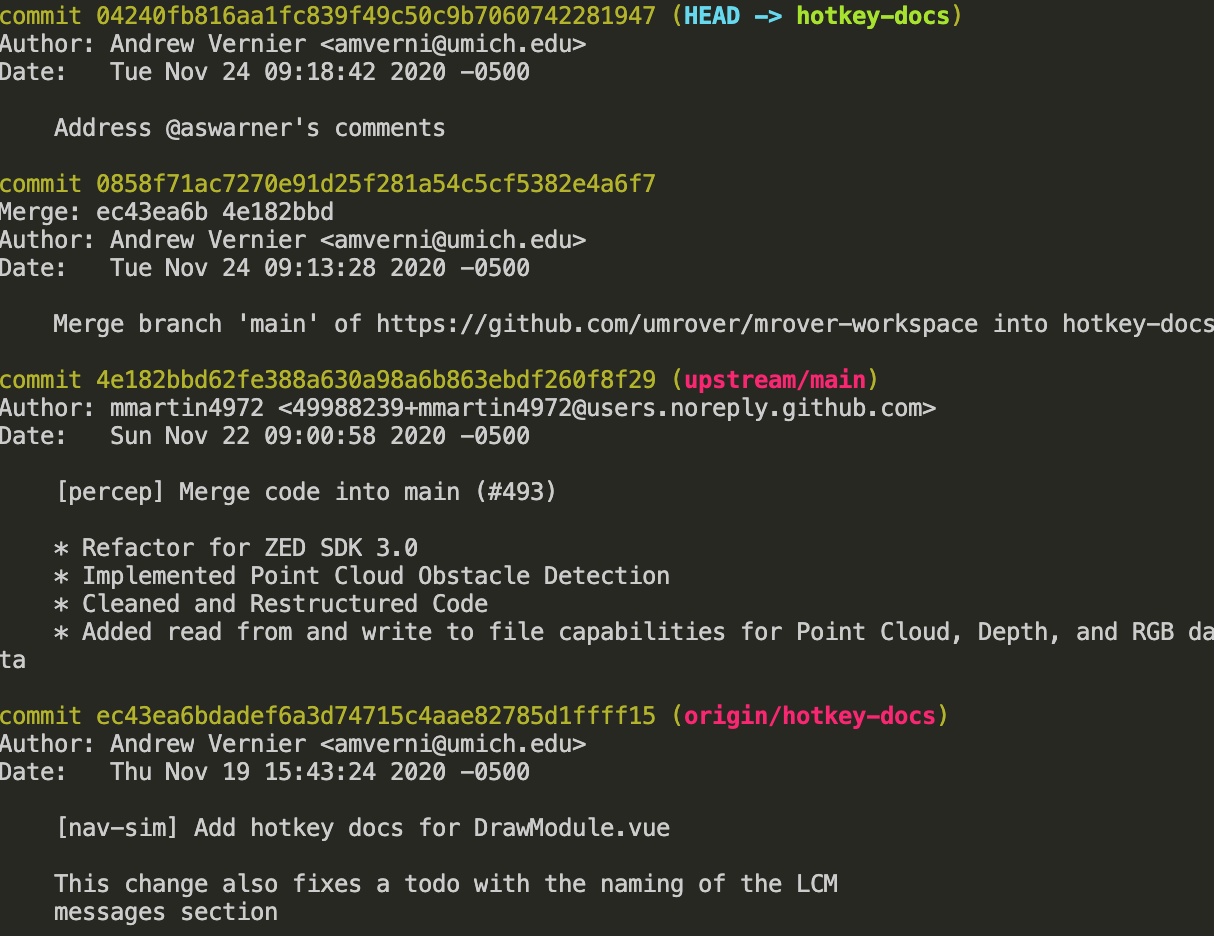 commit 04240fb816aa1fc839f49c50c9b7060742281947 (HEAD -> hotkey-docs)
Author: Andrew Vernier <amverni@umich.edu>
Date:   Tue Nov 24 09:18:42 2020 -0500

    Address @aswarner's comments

commit 0858f71ac7270e91d25f281a54c5cf5382e4a6f7
Merge: ec43ea6b 4e182bbd
Author: Andrew Vernier <amverni@umich.edu>
Date:   Tue Nov 24 09:13:28 2020 -0500

    Merge branch 'main' of https://github.com/umrover/mrover-workspace into hotkey-docs

commit 4e182bbd62fe388a630a98a6b863ebdf260f8f29 (upstream/main)
Author: mmartin4972 <49988239+mmartin4972@users.noreply.github.com>
Date:   Sun Nov 22 09:00:58 2020 -0500

    [percep] Merge code into main (#493)

    * Refactor for ZED SDK 3.0
    * Implemented Point Cloud Obstacle Detection
    * Cleaned and Restructured Code
    * Added read from and write to file capabilities for Point Cloud, Depth, and RGB da
ta

commit ec43ea6bdadef6a3d74715c4aae82785d1ffff15 (origin/hotkey-docs)
Author: Andrew Vernier <amverni@umich.edu>
Date:   Thu Nov 19 15:43:24 2020 -0500

    [nav-sim] Add hotkey docs for DrawModule.vue

    This change also fixes a todo with the naming of the LCM
    messages section